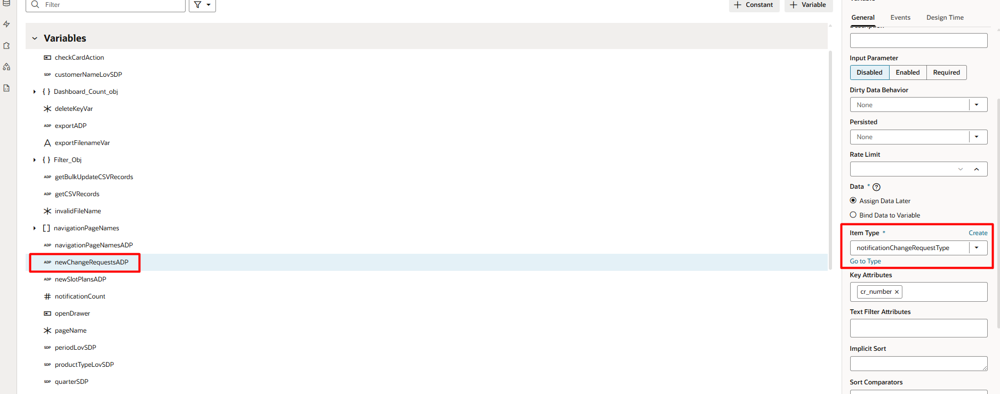 Filter
Constant
Variable
Variables
checkCardAction
SDP customerNameLovSDP
{ } Dashboard_Count_obj
deleteKeyVar
ADP exportADP
A exportFilenameVar
{ } Filter_Obj
ADP getBulkUpdateCSVRecords
ADP getCSVRecords
invalidFileName
[ ] navigationPageNames
ADP navigationPageNamesADP
ADP newChangeRequestsADP
ADP newSlotPlansADP
# notificationCount
openDrawer
pageName
SDP periodLovSDP
SDP productTypeLovSDP
SDP quarterSDP
General Events Design Time
Input Parameter
Disabled Enabled Required
Dirty Data Behavior
None
Persisted
None
Rate Limit
Data * ?
Assign Data Later
Bind Data to Variable
Item Type * Create
notificationChangeRequestType
Go to Type
Key Attributes
cr_number ×
Text Filter Attributes
Implicit Sort
Sort Comparators